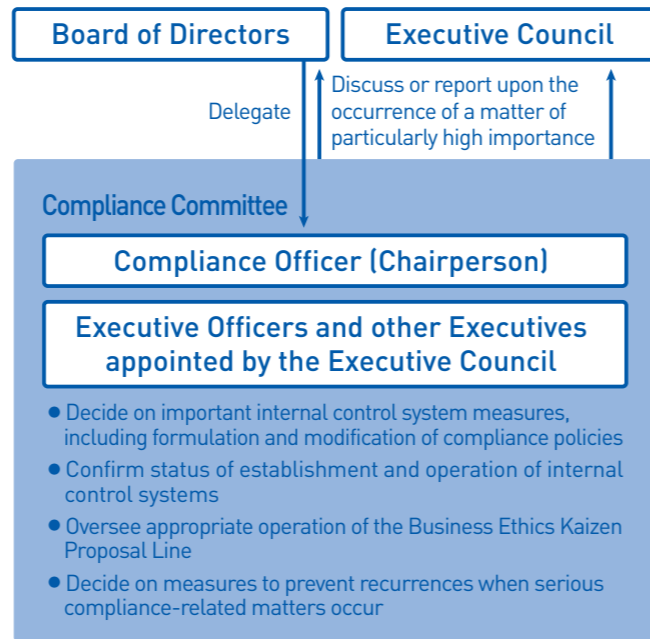 Board of Directors
Executive Council
Delegate
Discuss or report upon the
occurrence of a matter of
particularly high importance
Compliance Committee
Compliance Officer (Chairperson)
Executive Officers and other Executives
appointed by the Executive Council
● Decide on important internal control system measures,
including formulation and modification of compliance policies
● Confirm status of establishment and operation of internal
control systems
● Oversee appropriate operation of the Business Ethics Kaizen
Proposal Line
● Decide on measures to prevent recurrences when serious
compliance-related matters occur